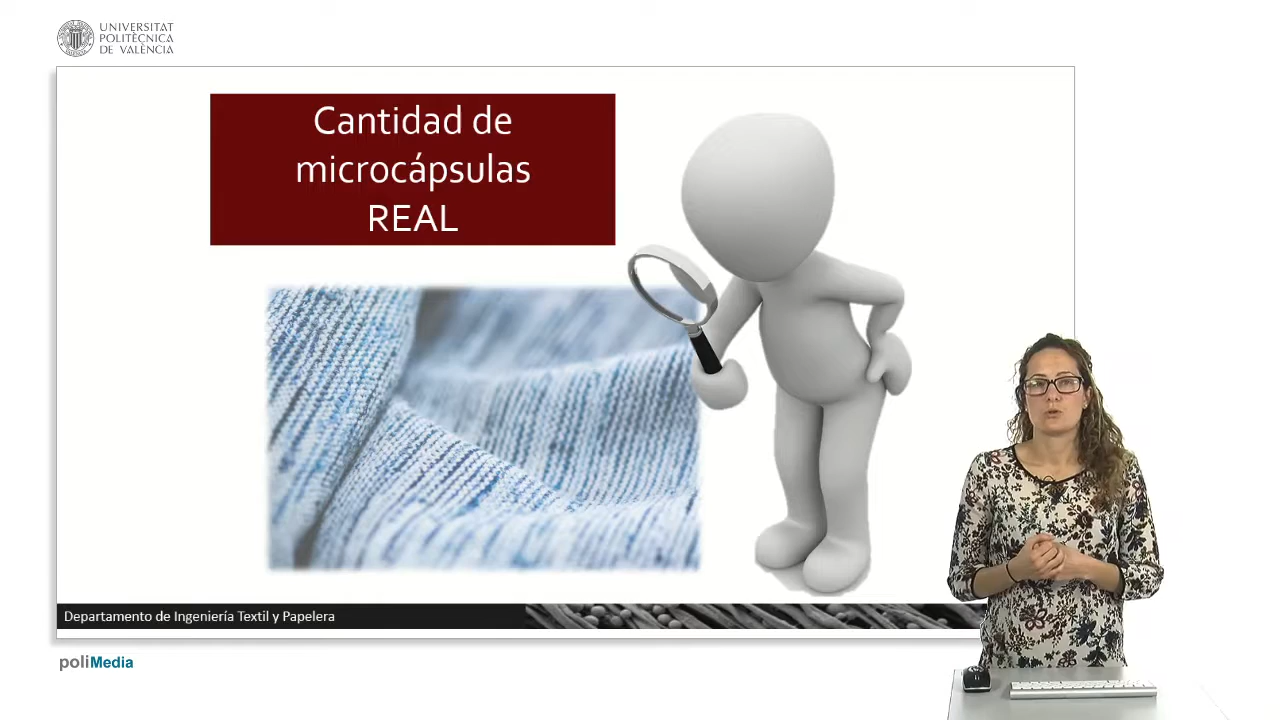 UNIVERSITAT
POLITÈCNICA
DE VALÈNCIA
Cantidad de
microcápsulas
REAL
Departamento de Ingeniería Textil y Papelera
poliMedia